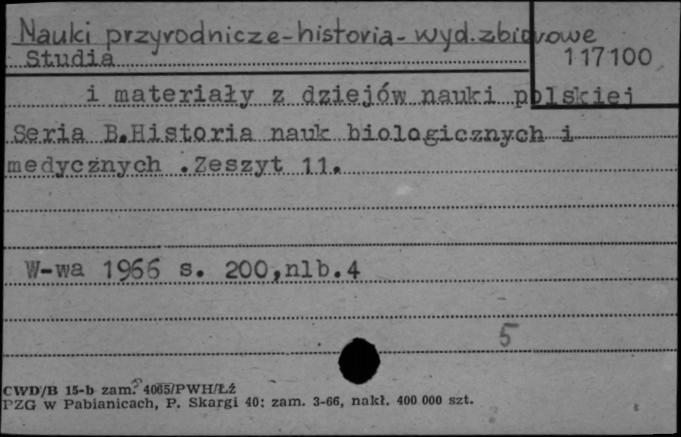 Nauki przyrodnicze-historia-wyd.zbiorowe
Studia
117100
i materiały z dziejów nauki polskiej
Seria B.Historia nauk biologicznych i
medycznych .Zeszyt 11.
W-wa 1966 s. 200,nlb.4
5
CWD/B 15-b zam. 4065/PWH/Łź
PZG w Pabianicach, P. Skargi 40; zam. 3-66, nakł. 400 000 szt.